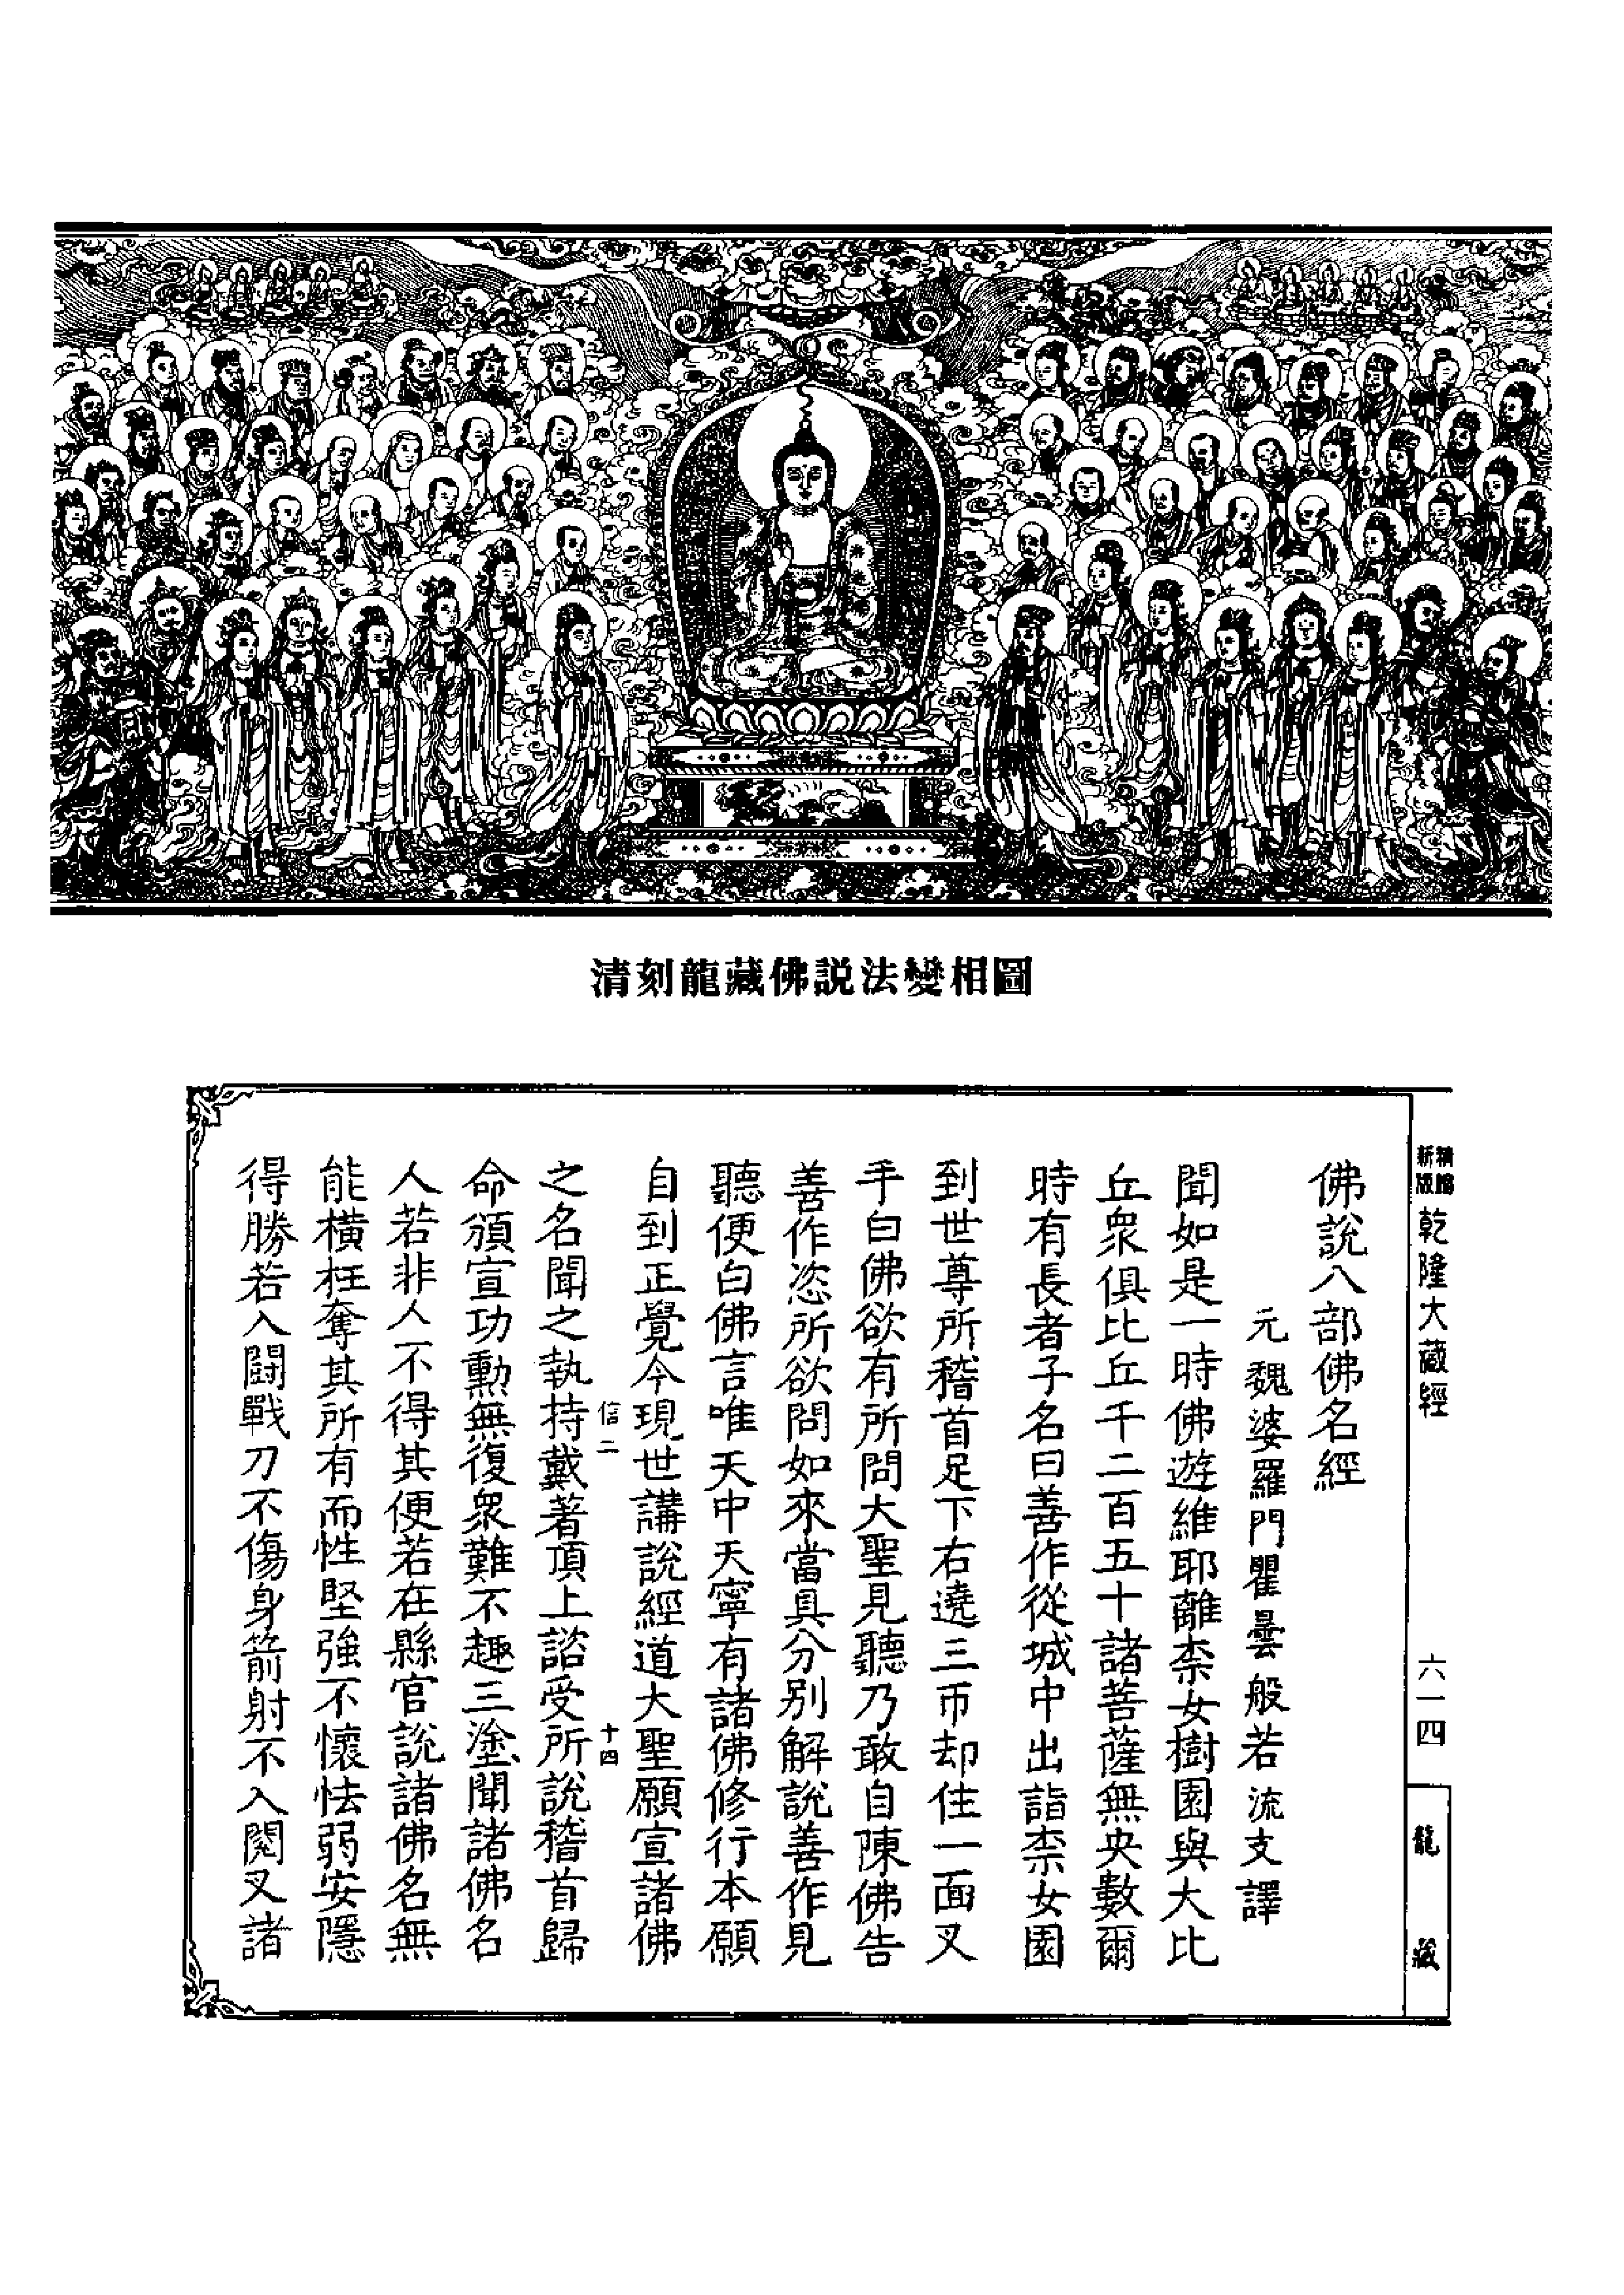 清刻龍藏佛説法變相圖
新版
精縮
乾隆大藏經
六一四
龍藏
佛說八部佛名經
元魏婆羅門瞿曇般若流支譯
聞如是一時佛遊維耶離柰女樹園與大比
丘眾俱比丘千二百五十諸菩薩無央數爾
時有長者子名曰善作從城中出詣柰女園
到世尊所稽首足下右遶三帀却住一面叉
手白佛欲有所問大聖見聽乃敢自陳佛告
善作恣所欲問如來當具分別解說善作見
聽便白佛言唯天中天寧有諸佛修行本願
自到正覺今現世講說經道大聖願宣諸佛
信二
十四
之名聞之執持戴著頂上諮受所說稽首歸
命頒宣功勳無復眾難不趣三塗聞諸佛名
人若非人不得其便若在縣官說諸佛名無
能橫枉奪其所有而性堅強不懷怯弱安隱
得勝若入鬪戰刀不傷身箭射不入閱叉諸